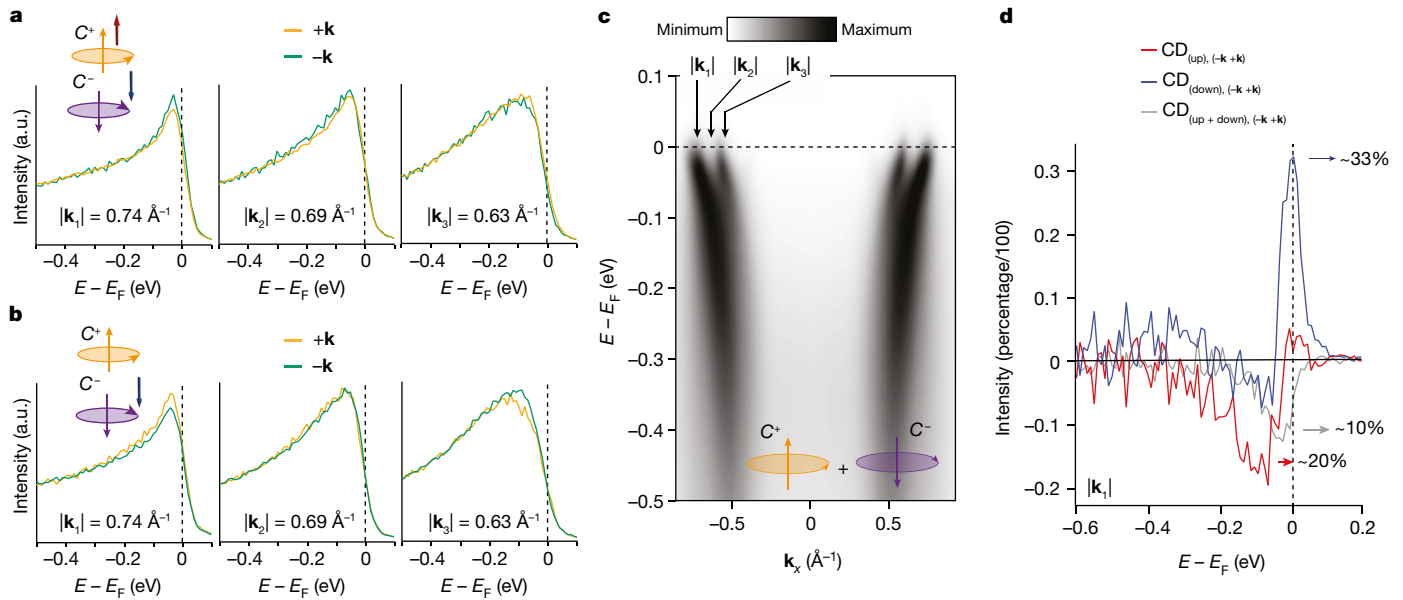 a
C⁺
C⁻
+k
−k
Intensity (a.u.)
|k₁| = 0.74 Å⁻¹
|k₂| = 0.69 Å⁻¹
|k₃| = 0.63 Å⁻¹
−0.4 −0.2 0 −0.4 −0.2 0 −0.4 −0.2 0
E − E_F (eV) E − E_F (eV) E − E_F (eV)
b
C⁺
C⁻
+k
−k
Intensity (a.u.)
|k₁| = 0.74 Å⁻¹
|k₂| = 0.69 Å⁻¹
|k₃| = 0.63 Å⁻¹
−0.4 −0.2 0 −0.4 −0.2 0 −0.4 −0.2 0
E − E_F (eV) E − E_F (eV) E − E_F (eV)
c
Minimum Maximum
|k₁| |k₂| |k₃|
0.1
0
−0.1
−0.2
−0.3
−0.4
−0.5
E − E_F (eV)
C⁺ + C⁻
−0.5 0 0.5
kₓ (Å⁻¹)
d
CD(up), (−k +k)
CD(down), (−k +k)
CD(up + down), (−k +k)
0.3
0.2
0.1
0
−0.1
−0.2
Intensity (percentage/100)
~33%
~10%
~20%
|k₁|
−0.6 −0.4 −0.2 0 0.2
E − E_F (eV)